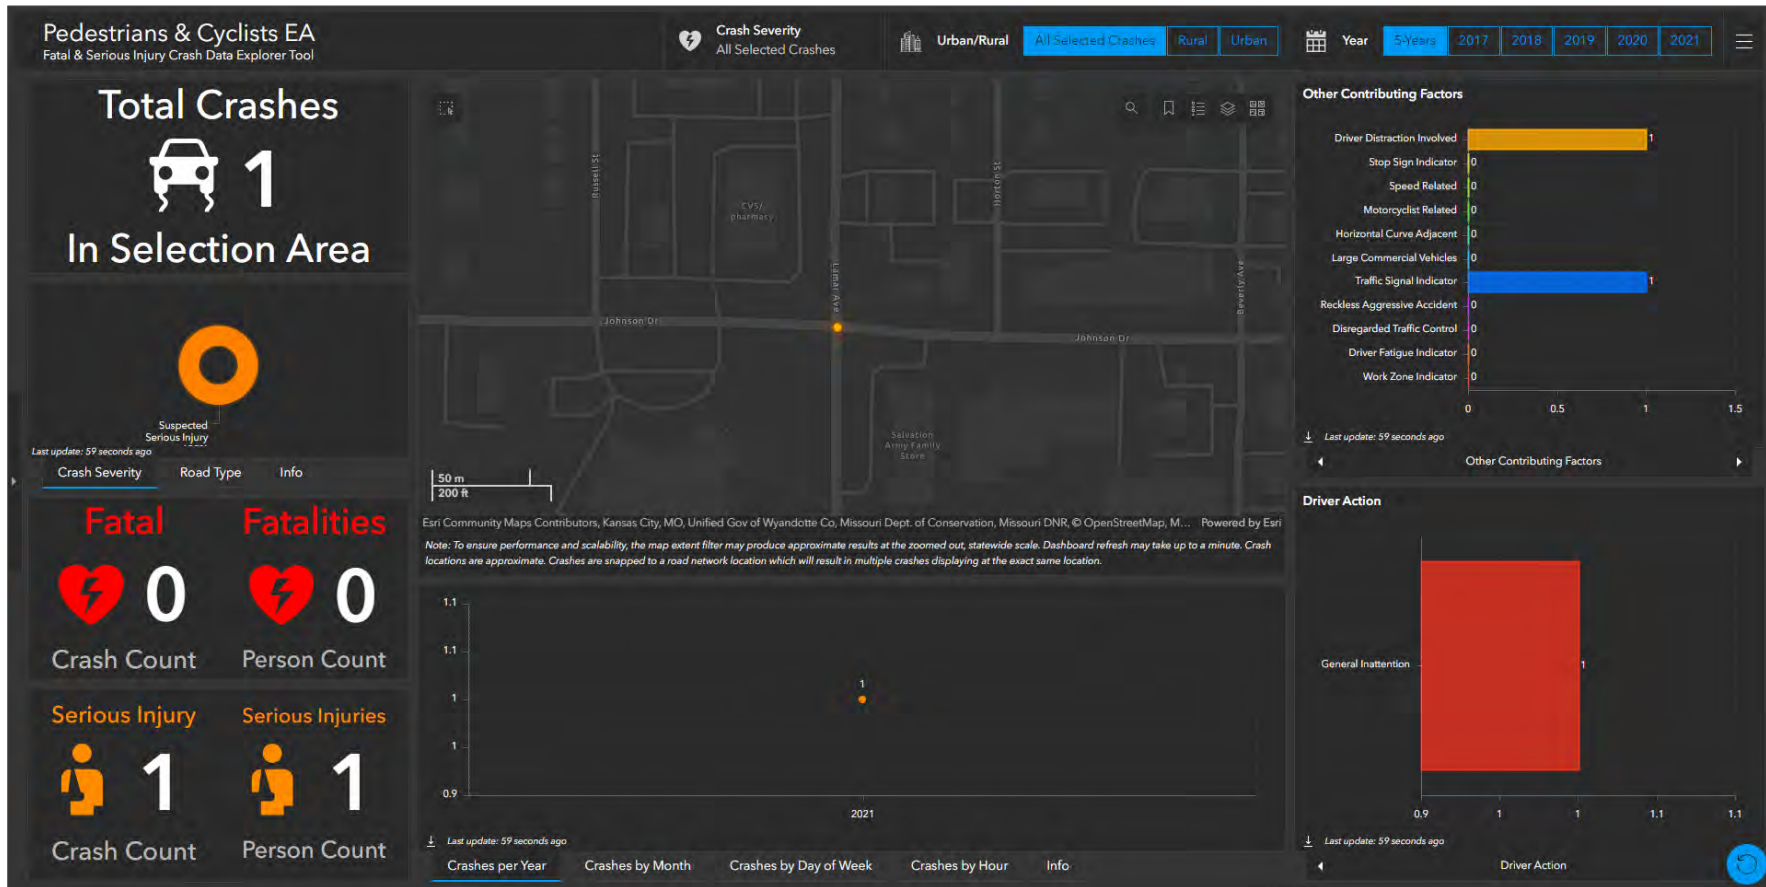 Pedestrians & Cyclists EA
Fatal & Serious Injury Crash Data Explorer Tool
Crash Severity
All Selected Crashes
Urban/Rural
All Selected Crashes
Rural
Urban
Year
5-Years
2017
2018
2019
2020
2021
Total Crashes
1
In Selection Area
Suspected
Serious Injury
Last update: 59 seconds ago
Crash Severity
Road Type
Info
Fatal
0
Crash Count
Fatalities
0
Person Count
Serious Injury
1
Crash Count
Serious Injuries
1
Person Count
Russell St
CVS/
pharmacy
Lamar Ave
Horton St
Beverly Ave
Johnson Dr
Johnson Dr
Salvation
Army Family
Store
50 m
200 ft
Esri Community Maps Contributors, Kansas City, MO, Unified Gov of Wyandotte Co, Missouri Dept. of Conservation, Missouri DNR, © OpenStreetMap, M...
Powered by Esri
Note: To ensure performance and scalability, the map extent filter may produce approximate results at the zoomed out, statewide scale. Dashboard refresh may take up to a minute. Crash
locations are approximate. Crashes are snapped to a road network location which will result in multiple crashes displaying at the exact same location.
1.1
1.1
1
1
0.9
1
2021
Last update: 59 seconds ago
Crashes per Year
Crashes by Month
Crashes by Day of Week
Crashes by Hour
Info
Other Contributing Factors
Driver Distraction Involved 1
Stop Sign Indicator 0
Speed Related 0
Motorcyclist Related 0
Horizontal Curve Adjacent 0
Large Commercial Vehicles 0
Traffic Signal Indicator 1
Reckless Aggressive Accident 0
Disregarded Traffic Control 0
Driver Fatigue Indicator 0
Work Zone Indicator 0
0 0.5 1 1.5
Last update: 59 seconds ago
Other Contributing Factors
Driver Action
General Inattention 1
0.9 1 1 1.1 1.1
Last update: 59 seconds ago
Driver Action